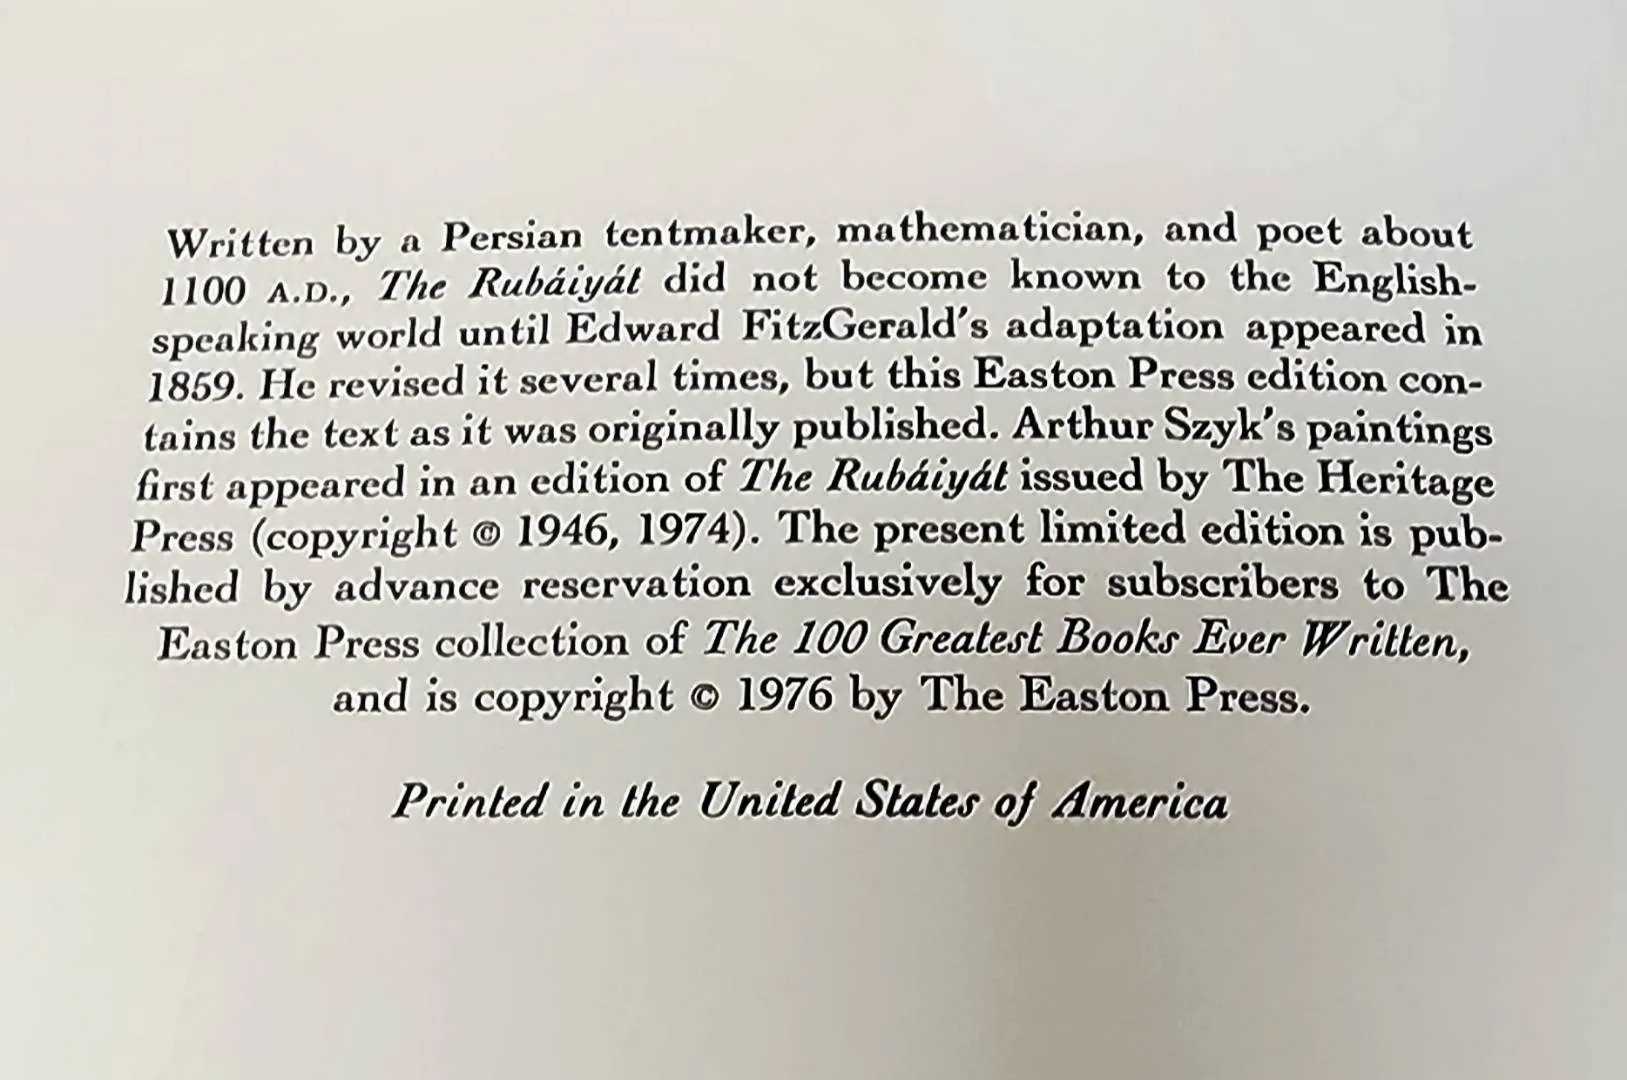 Written by a Persian tentmaker, mathematician, and poet about
1100 A.D., The Rubáiyát did not become known to the English-
speaking world until Edward FitzGerald's adaptation appeared in
1859. He revised it several times, but this Easton Press edition con-
tains the text as it was originally published. Arthur Szyk's paintings
first appeared in an edition of The Rubáiyát issued by The Heritage
Press (copyright © 1946, 1974). The present limited edition is pub-
lished by advance reservation exclusively for subscribers to The
Easton Press collection of The 100 Greatest Books Ever Written,
and is copyright © 1976 by The Easton Press.
Printed in the United States of America